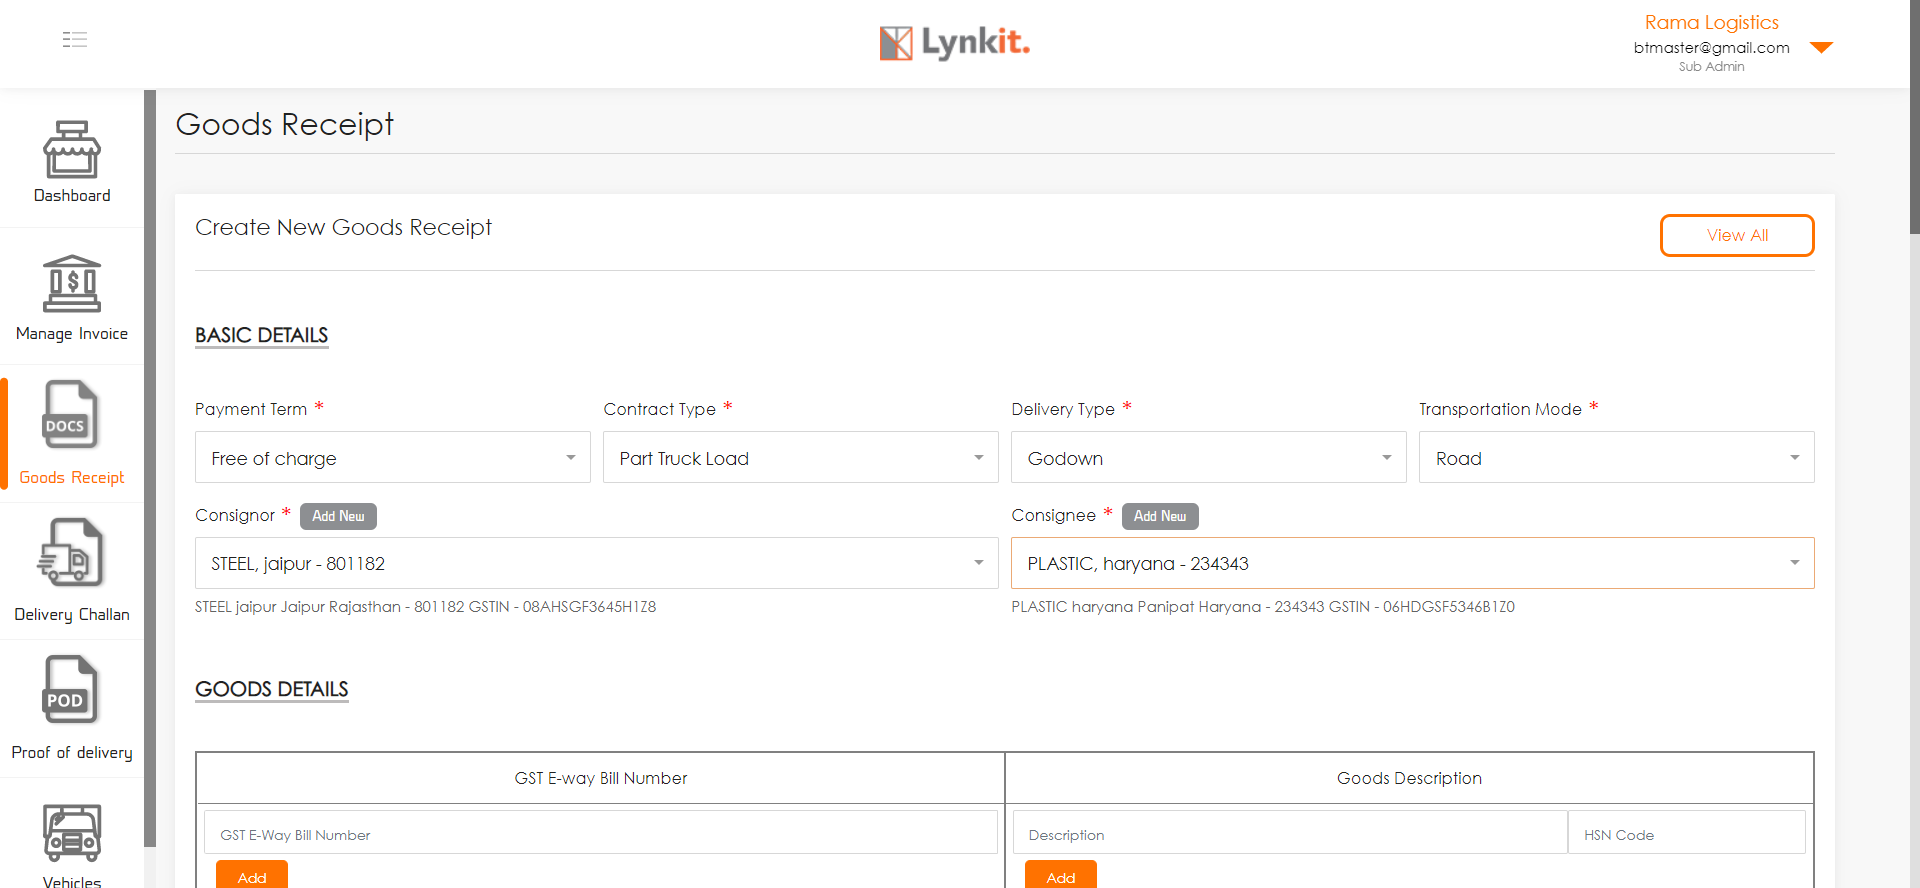 Lynkit.
Rama Logistics
btmaster@gmail.com
Sub Admin
Dashboard
Manage Invoice
DOCS
Goods Receipt
Delivery Challan
POD
Proof of delivery
Vehicles
Goods Receipt
Create New Goods Receipt
View All
BASIC DETAILS
Payment Term *
Contract Type *
Delivery Type *
Transportation Mode *
Free of charge
Part Truck Load
Godown
Road
Consignor * Add New
Consignee * Add New
STEEL, jaipur - 801182
PLASTIC, haryana - 234343
STEEL jaipur Jaipur Rajasthan - 801182 GSTIN - 08AHSGF3645H1Z8
PLASTIC haryana Panipat Haryana - 234343 GSTIN - 06HDGSF5346B1Z0
GOODS DETAILS
GST E-way Bill Number
Goods Description
GST E-Way Bill Number
Description
HSN Code
Add
Add